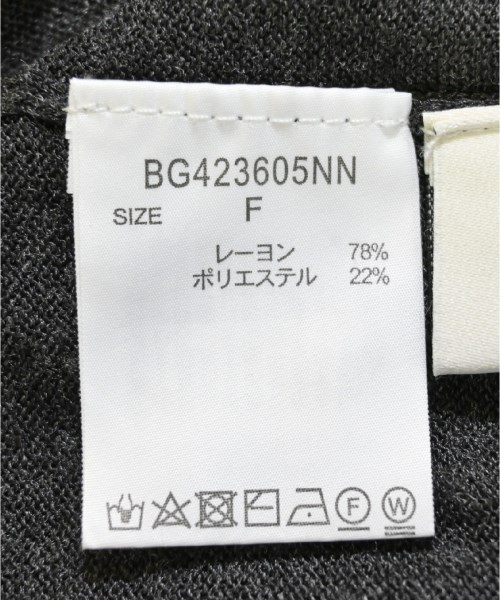 BG423605NN
SIZE F
レーヨン 78%
ポリエステル 22%
F W